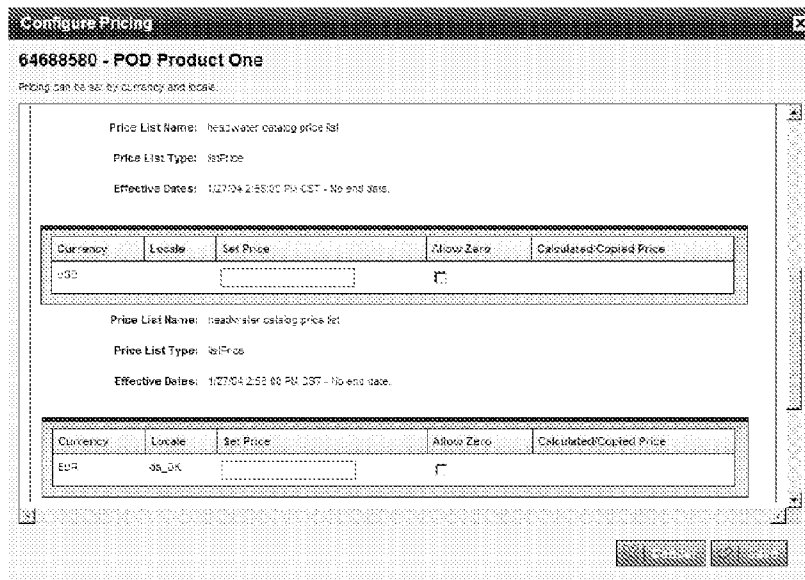 Configure Pricing
64688580 - POD Product One
Pricing can be set by currency and locale.
Price List Name: headwater catalog price list
Price List Type: listPrice
Effective Dates: 1/27/04 2:58:00 PM CST - No end date.
Currency Locale Set Price Allow Zero Calculated/Copied Price
Price List Name: headwater catalog price list
Price List Type: listPrice
Effective Dates: 1/27/04 2:58:00 PM CST - No end date.
Currency Locale Set Price Allow Zero Calculated/Copied Price
EUR da_DK